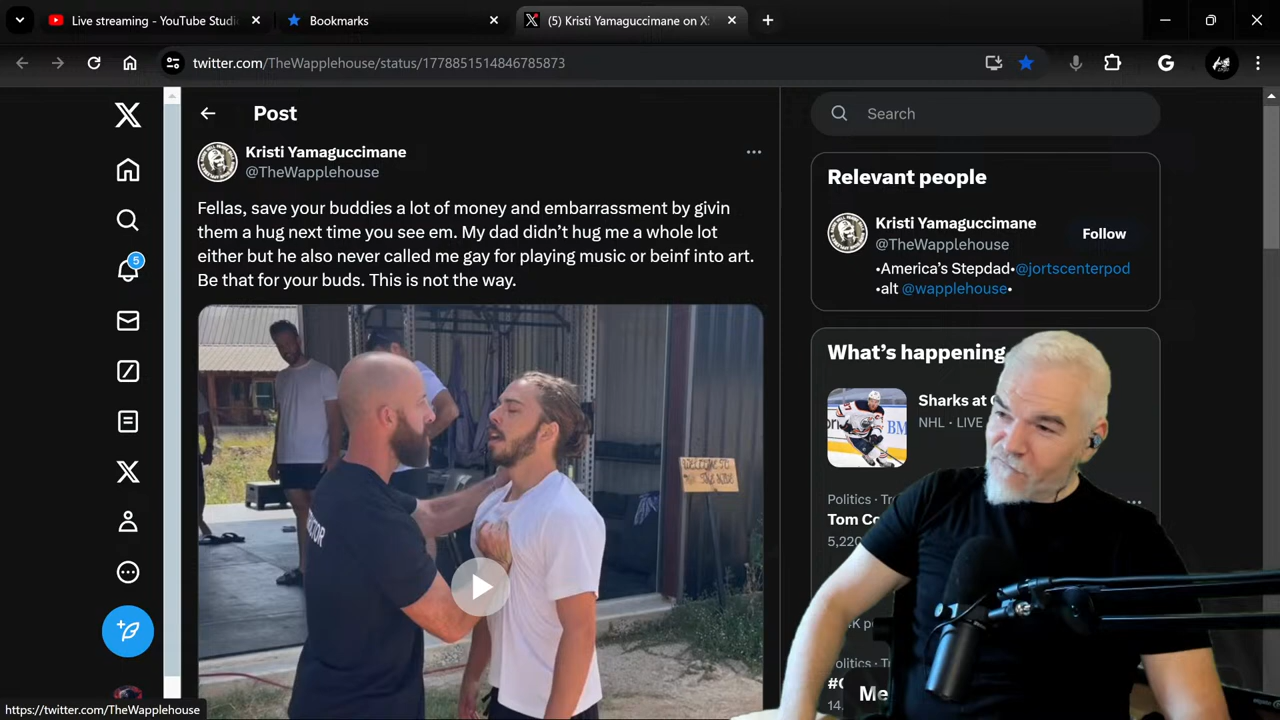 Live streaming - YouTube Studi
Bookmarks
(5) Kristi Yamaguccimane on X:
twitter.com/TheWapplehouse/status/1778851514846785873
G
Post
Search
Kristi Yamaguccimane
@TheWapplehouse
Fellas, save your buddies a lot of money and embarrassment by givin
them a hug next time you see em. My dad didn’t hug me a whole lot
either but he also never called me gay for playing music or beinf into art.
Be that for your buds. This is not the way.
Relevant people
Kristi Yamaguccimane
@TheWapplehouse
Follow
•America’s Stepdad•@jortscenterpod
•alt @wapplehouse•
What’s happening
Sharks at
NHL · LIVE
Politics ·
Tom
5,220
Politics ·
Me
5
WELCOME TO
https://twitter.com/TheWapplehouse